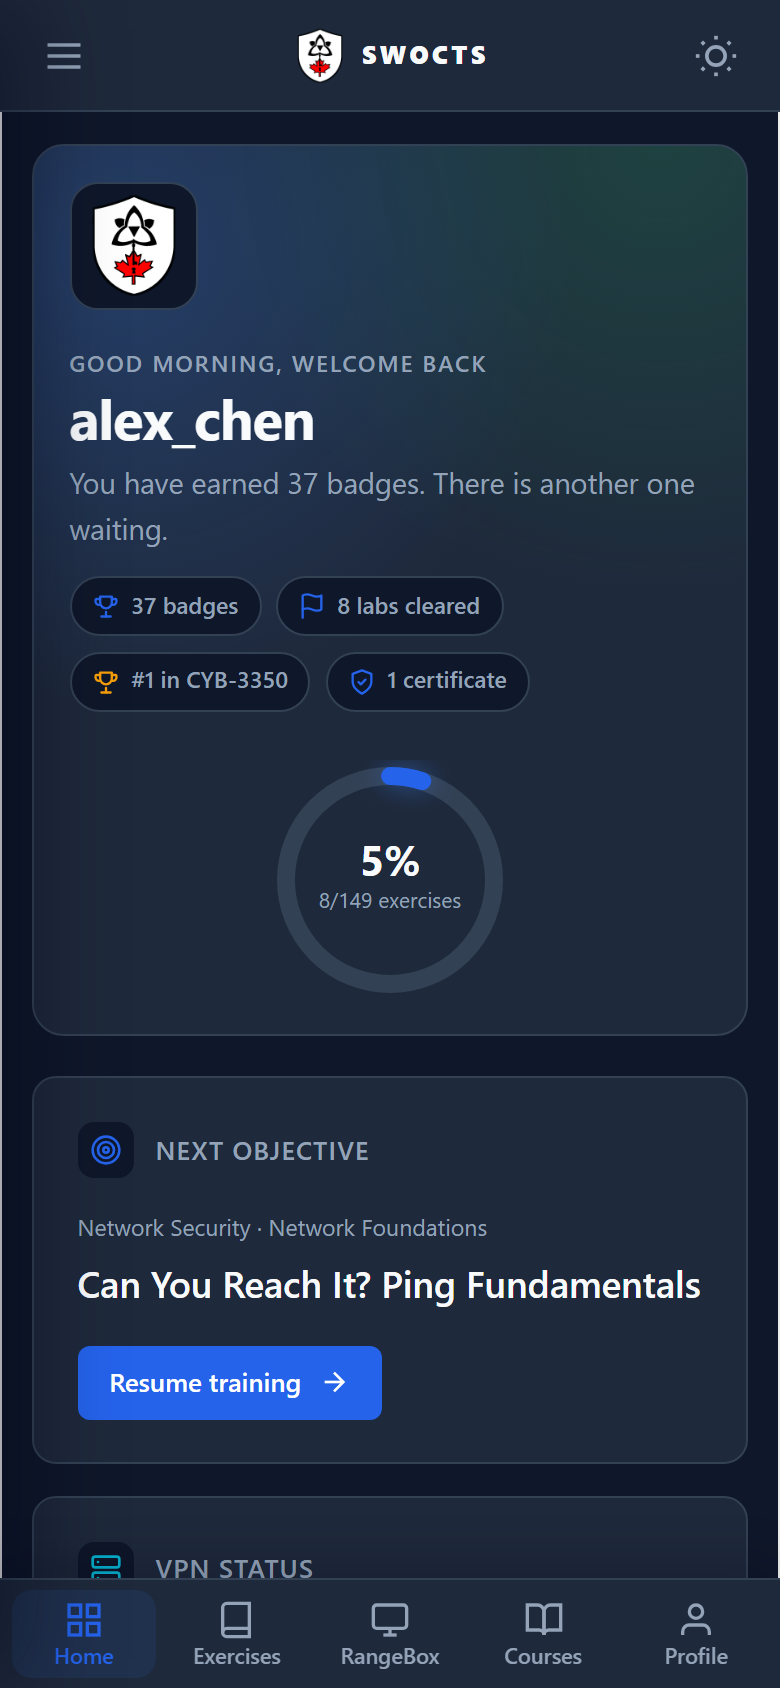 SWOCTS
GOOD MORNING, WELCOME BACK
alex_chen
You have earned 37 badges. There is another one
waiting.
37 badges
8 labs cleared
#1 in CYB-3350
1 certificate
5%
8/149 exercises
NEXT OBJECTIVE
Network Security · Network Foundations
Can You Reach It? Ping Fundamentals
Resume training
VPN STATUS
Home
Exercises
RangeBox
Courses
Profile